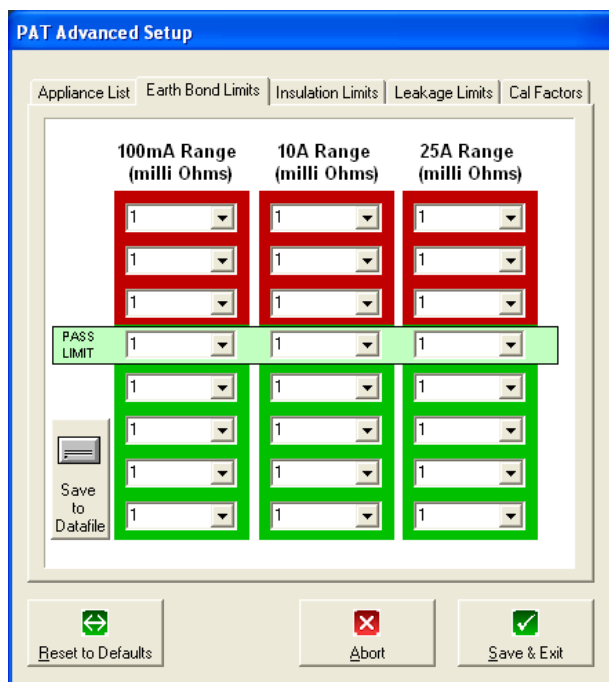 PAT Advanced Setup
Appliance List Earth Bond Limits Insulation Limits Leakage Limits Cal Factors
100mA Range 10A Range 25A Range
(milli Ohms) (milli Ohms) (milli Ohms)
1 1 1
1 1 1
1 1 1
PASS
LIMIT
1 1 1
1 1 1
1 1 1
1 1 1
1 1 1
Save
to
Datafile
Reset to Defaults Abort Save & Exit